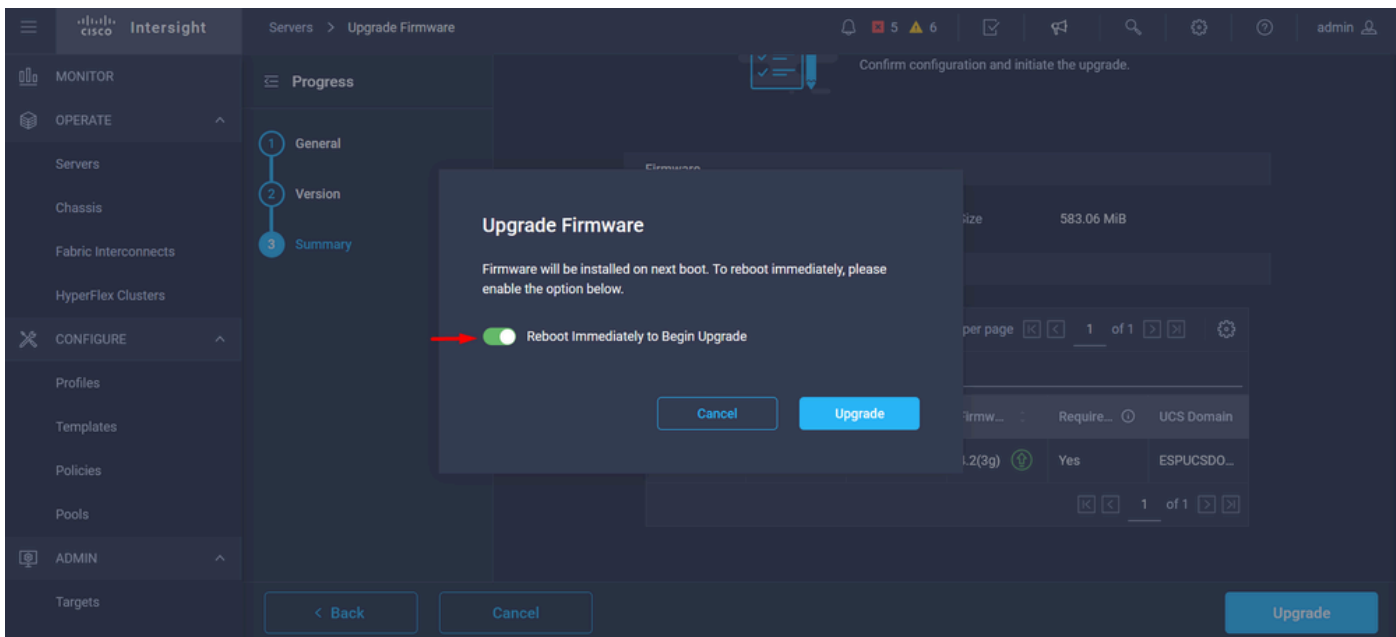 cisco Intersight
Servers > Upgrade Firmware
5
6
admin
MONITOR
OPERATE
Servers
Chassis
Fabric Interconnects
HyperFlex Clusters
CONFIGURE
Profiles
Templates
Policies
Pools
ADMIN
Targets
Progress
1 General
2 Version
3 Summary
Confirm configuration and initiate the upgrade.
Firmware
583.06 MiB
Upgrade Firmware
Firmware will be installed on next boot. To reboot immediately, please
enable the option below.
Reboot Immediately to Begin Upgrade
Cancel
Upgrade
per page 1 of 1
Require... UCS Domain
.2(3g) Yes ESPUCSDO...
1 of 1
< Back
Cancel
Upgrade